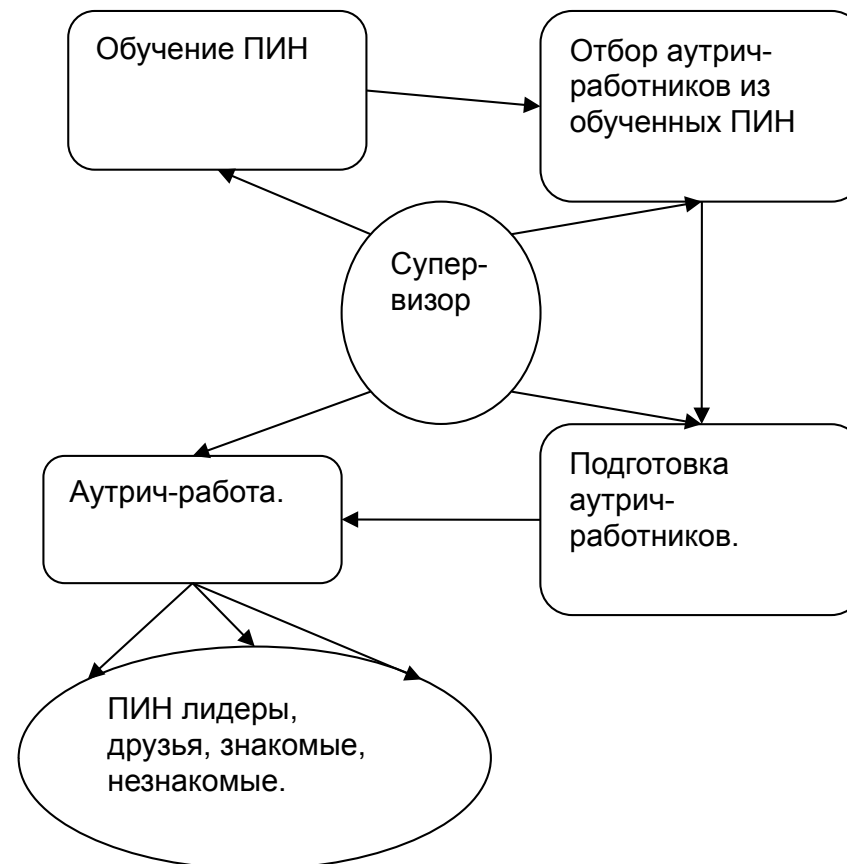 Обучение ПИН
Отбор аутрич-
работников из
обученных ПИН
Супер-
визор
Аутрич-работа.
Подготовка
аутрич-
работников.
ПИН лидеры,
друзья, знакомые,
незнакомые.